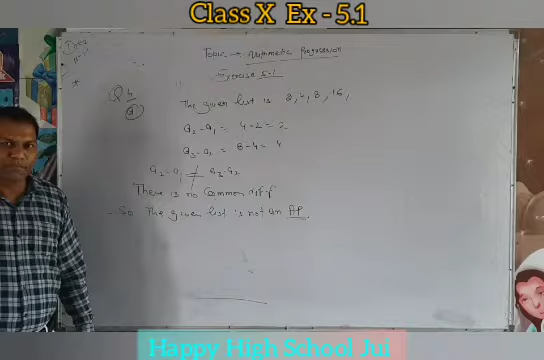 Class X Ex - 5.1
Date
Topic → Arithmetic Progression
Exercise 5.1
Q 4
The given list is 2, 4, 8, 16,
a₂-a₁ = 4-2 = 2
a₃-a₂ = 8-4 = 4
a₂-a₁ ≠ a₃-a₂
There is no Common diff
So The given list is not an AP.
Happy High School Jui